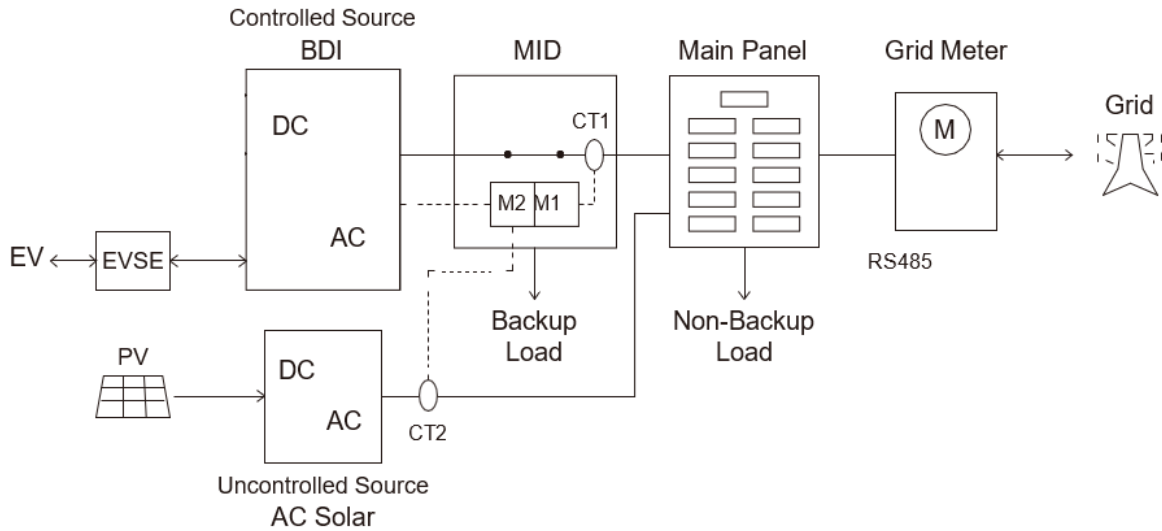 Controlled Source
BDI
MID
Main Panel
Grid Meter
Grid
DC
AC
CT1
M
M2 M1
EV
EVSE
RS485
Backup
Load
Non-Backup
Load
PV
DC
AC
CT2
Uncontrolled Source
AC Solar